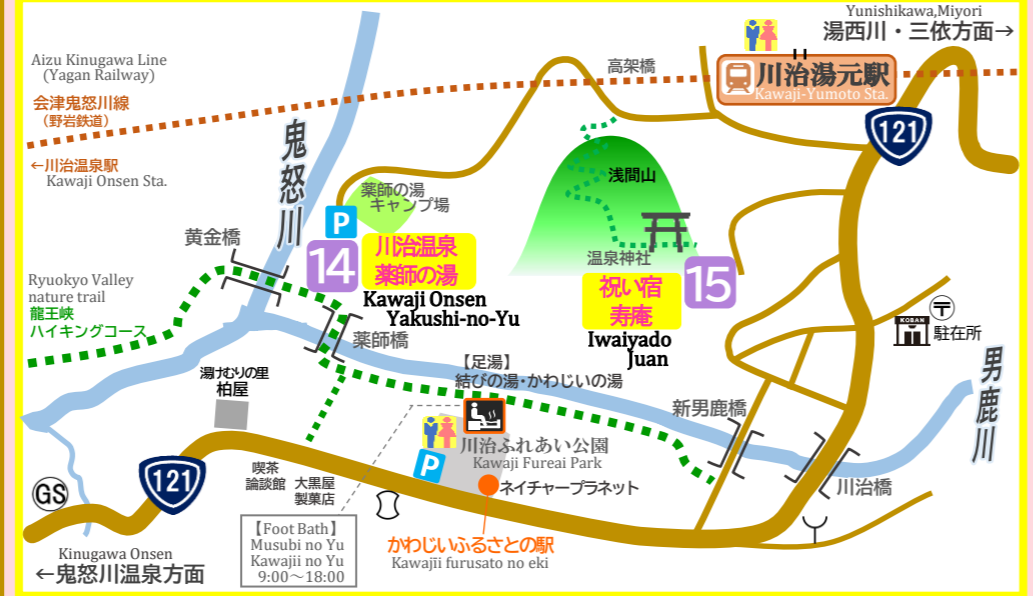 Yunishikawa,Miyori
湯西川・三依方面→
Aizu Kinugawa Line
(Yagan Railway)
会津鬼怒川線
（野岩鉄道）
←川治温泉駅
Kawaji Onsen Sta.
高架橋
川治湯元駅
Kawaji-Yumoto Sta.
121
鬼怒川
薬師の湯
キャンプ場
P
浅間山
黄金橋
14
川治温泉
薬師の湯
Kawaji Onsen
Yakushi-no-Yu
温泉神社
15
祝い宿
寿庵
Iwaiyado
Juan
Ryuokyo Valley
nature trail
龍王峡
ハイキングコース
薬師橋
KOBAN
〒
駐在所
【足湯】
結びの湯・かわじいの湯
湯けむりの里
柏屋
新男鹿橋
男鹿川
P
川治ふれあい公園
Kawaji Fureai Park
ネイチャープラネット
川治橋
121
GS
喫茶
論談館
大黒屋
製菓店
【Foot Bath】
Musubi no Yu
Kawajii no Yu
9:00～18:00
かわじいふるさとの駅
Kawajii furusato no eki
Kinugawa Onsen
←鬼怒川温泉方面